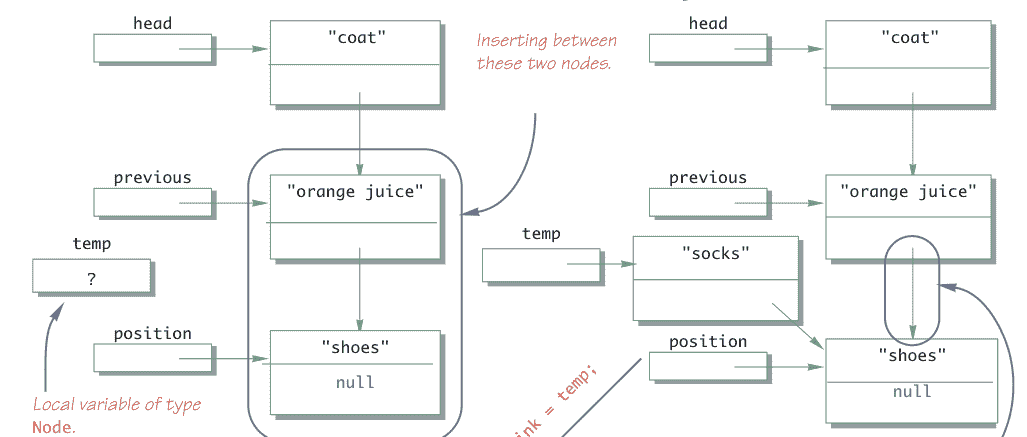 head
"coat"
Inserting between
these two nodes.
previous
"orange juice"
temp
?
position
"shoes"
null
Local variable of type
Node.
head
"coat"
previous
"orange juice"
temp
"socks"
position
"shoes"
null
= temp;